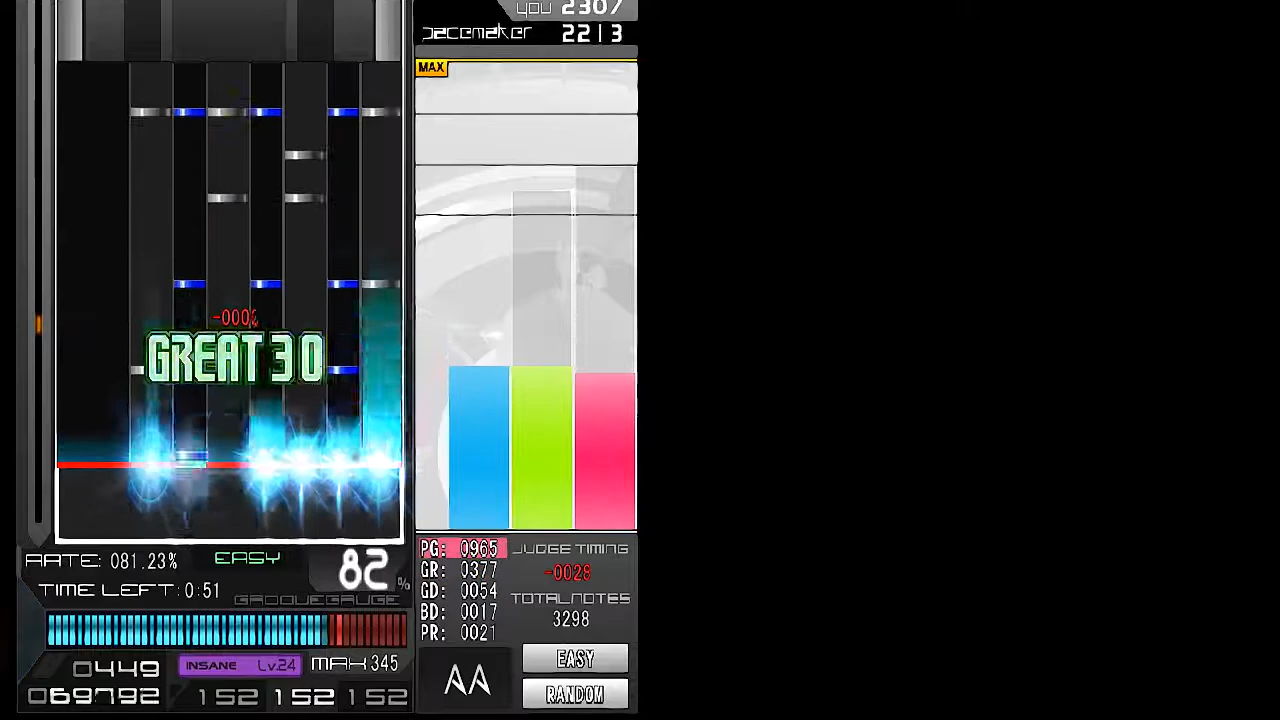 you 2307
pacemaker 2213
MAX
-000
GREAT 30
RATE: 081.23% EASY 82%
TIME LEFT: 0:51
GROOVEGAUGE
0449 INSANE Lv.24 MAX 345
069792 152 152 152
PG: 0965
GR: 0377
GD: 0054
BD: 0017
PR: 0021
JUDGE TIMING
-0028
TOTALNOTES
3298
AA
EASY
RANDOM